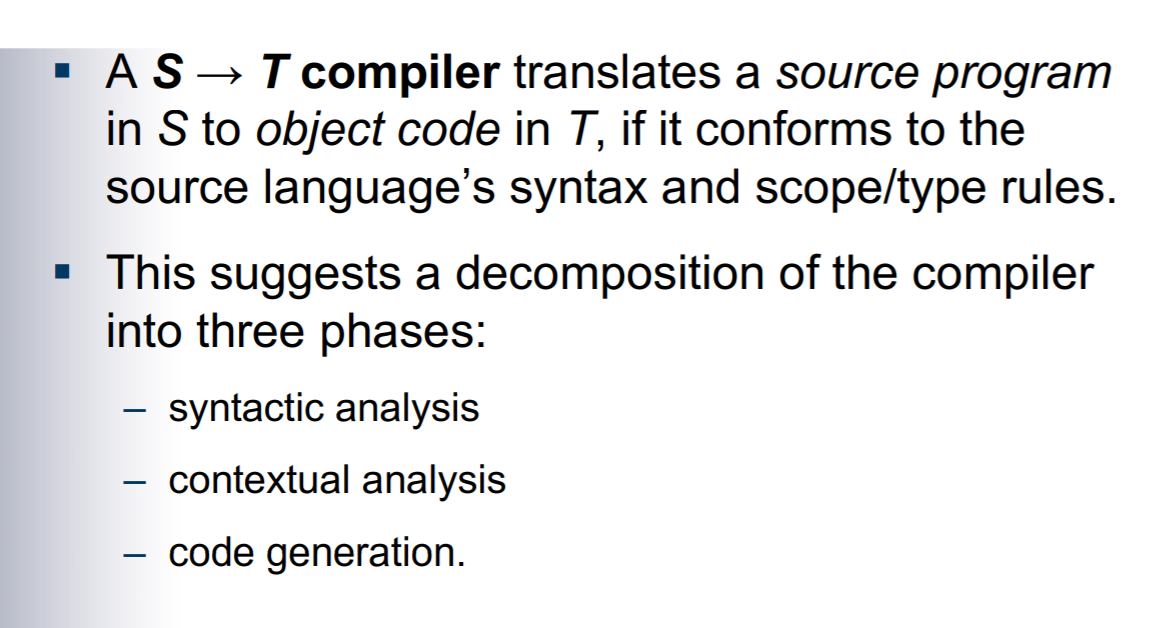 ▪ A S → T compiler translates a source program
in S to object code in T, if it conforms to the
source language's syntax and scope/type rules.
▪ This suggests a decomposition of the compiler
into three phases:
– syntactic analysis
– contextual analysis
– code generation.